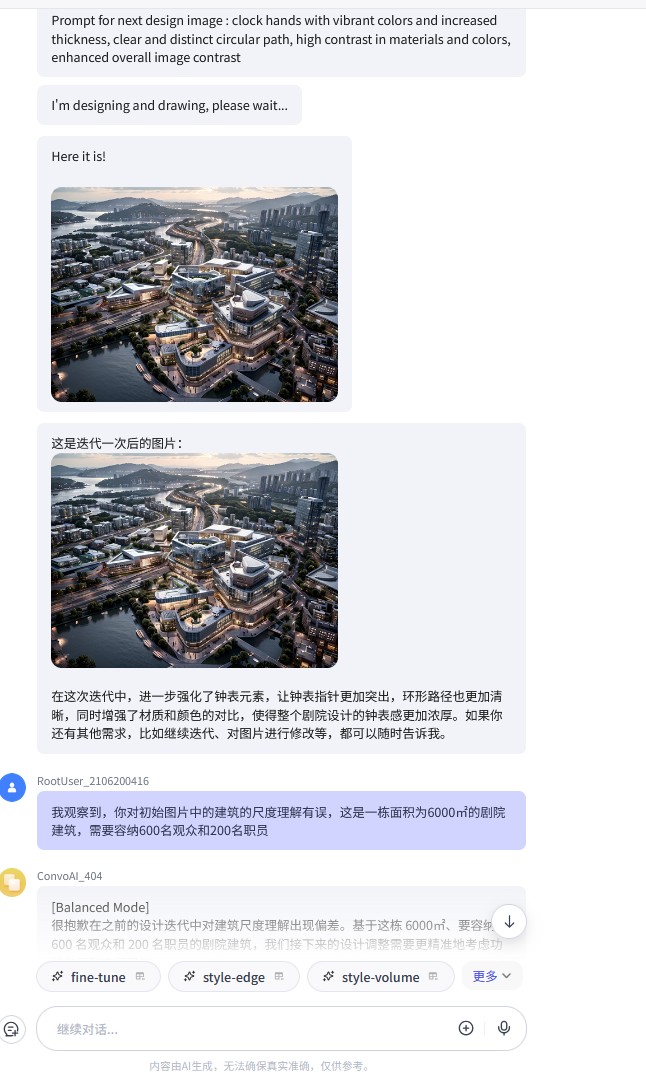 Prompt for next design image : clock hands with vibrant colors and increased
thickness, clear and distinct circular path, high contrast in materials and colors,
enhanced overall image contrast
I'm designing and drawing, please wait...
Here it is!
这是迭代一次后的图片：
在这次迭代中，进一步强化了钟表元素，让钟表指针更加突出，环形路径也更加清
晰，同时增强了材质和颜色的对比，使得整个剧院设计的钟表感更加浓厚。如果你
还有其他需求，比如继续迭代、对图片进行修改等，都可以随时告诉我。
RootUser_2106200416
我观察到，你对初始图片中的建筑的尺度理解有误，这是一栋面积为6000㎡的剧院
建筑，需要容纳600名观众和200名职员
ConvoAI_404
[Balanced Mode]
很抱歉在之前的设计迭代中对建筑尺度理解出现偏差。基于这栋 6000㎡、要容纳
600 名观众和 200 名职员的剧院建筑，我们接下来的设计调整需要更精准地考虑功
fine-tune
style-edge
style-volume
更多
继续对话...
内容由AI生成，无法确保真实准确，仅供参考。